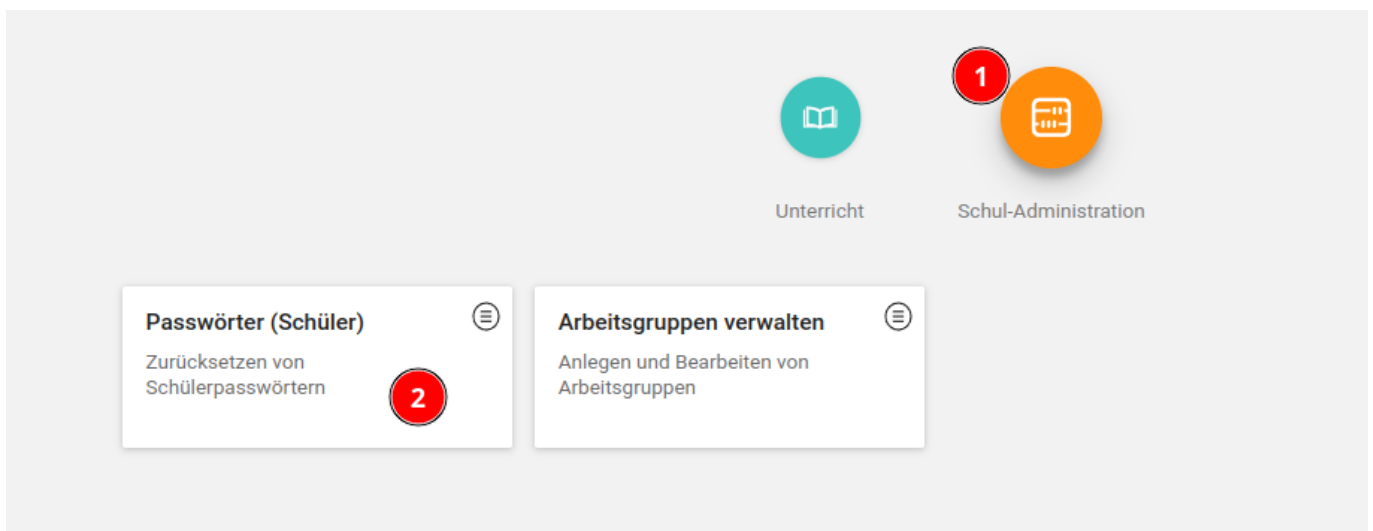 1
Unterricht
Schul-Administration
Passwörter (Schüler)
Zurücksetzen von
Schülerpasswörtern
2
Arbeitsgruppen verwalten
Anlegen und Bearbeiten von
Arbeitsgruppen